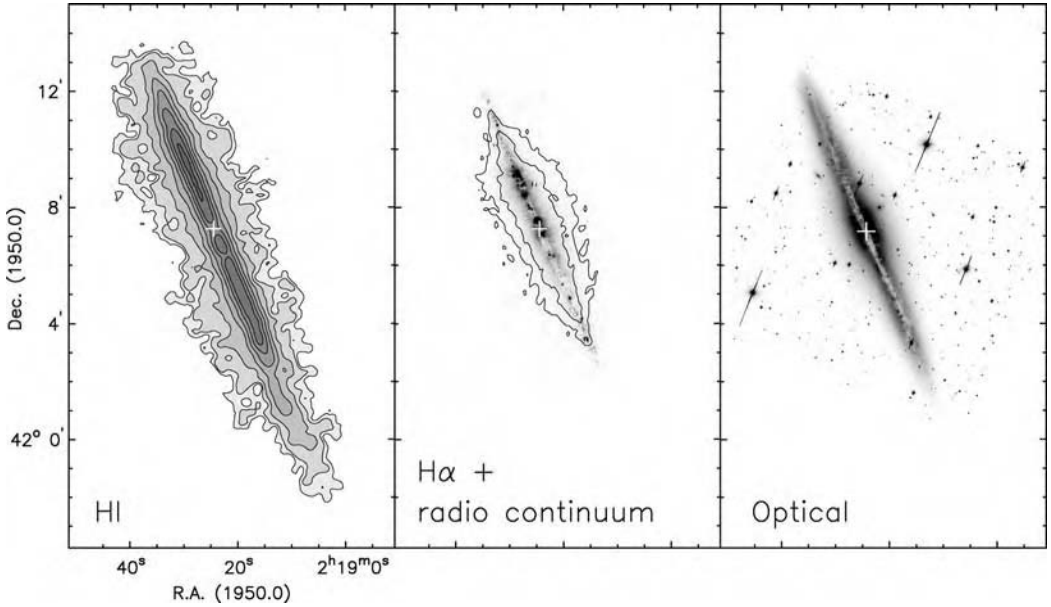 12'
8'
4'
42° 0'
Dec. (1950.0)
HI
Hα +
radio continuum
Optical
40s 20s 2h19m0s
R.A. (1950.0)